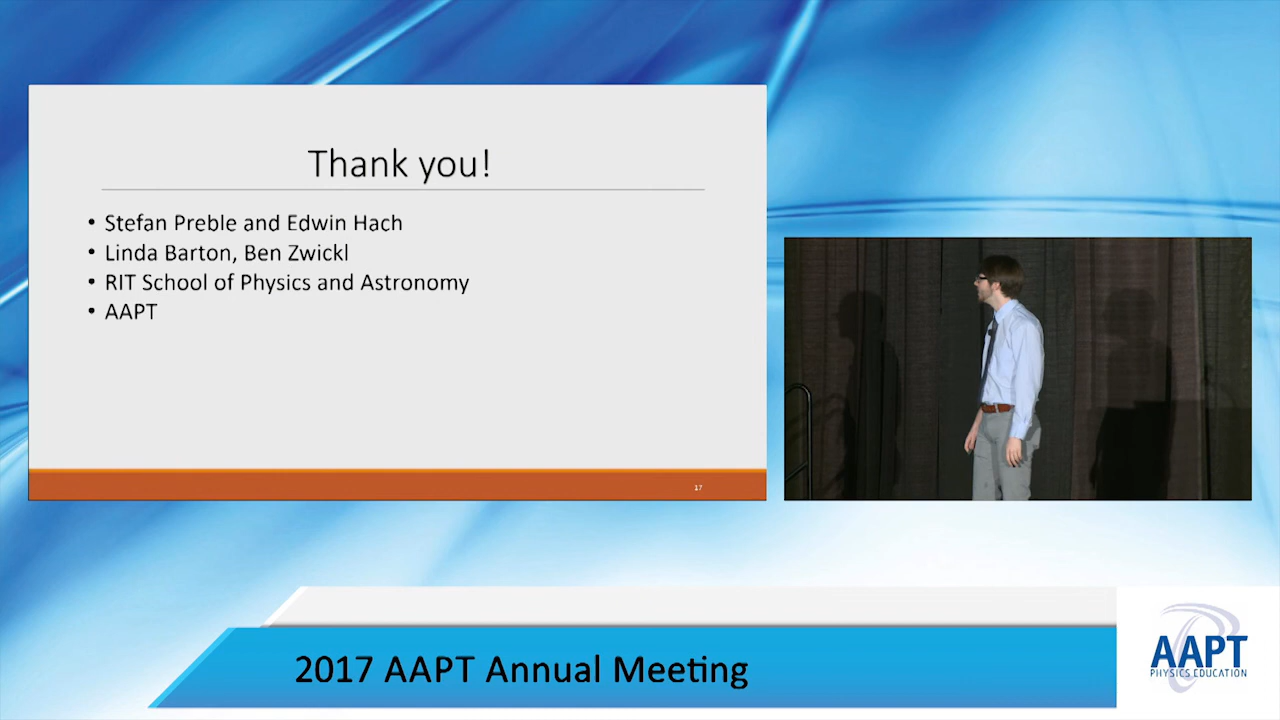 Thank you!
• Stefan Preble and Edwin Hach
• Linda Barton, Ben Zwickl
• RIT School of Physics and Astronomy
• AAPT
17
2017 AAPT Annual Meeting
AAPT
PHYSICS EDUCATION